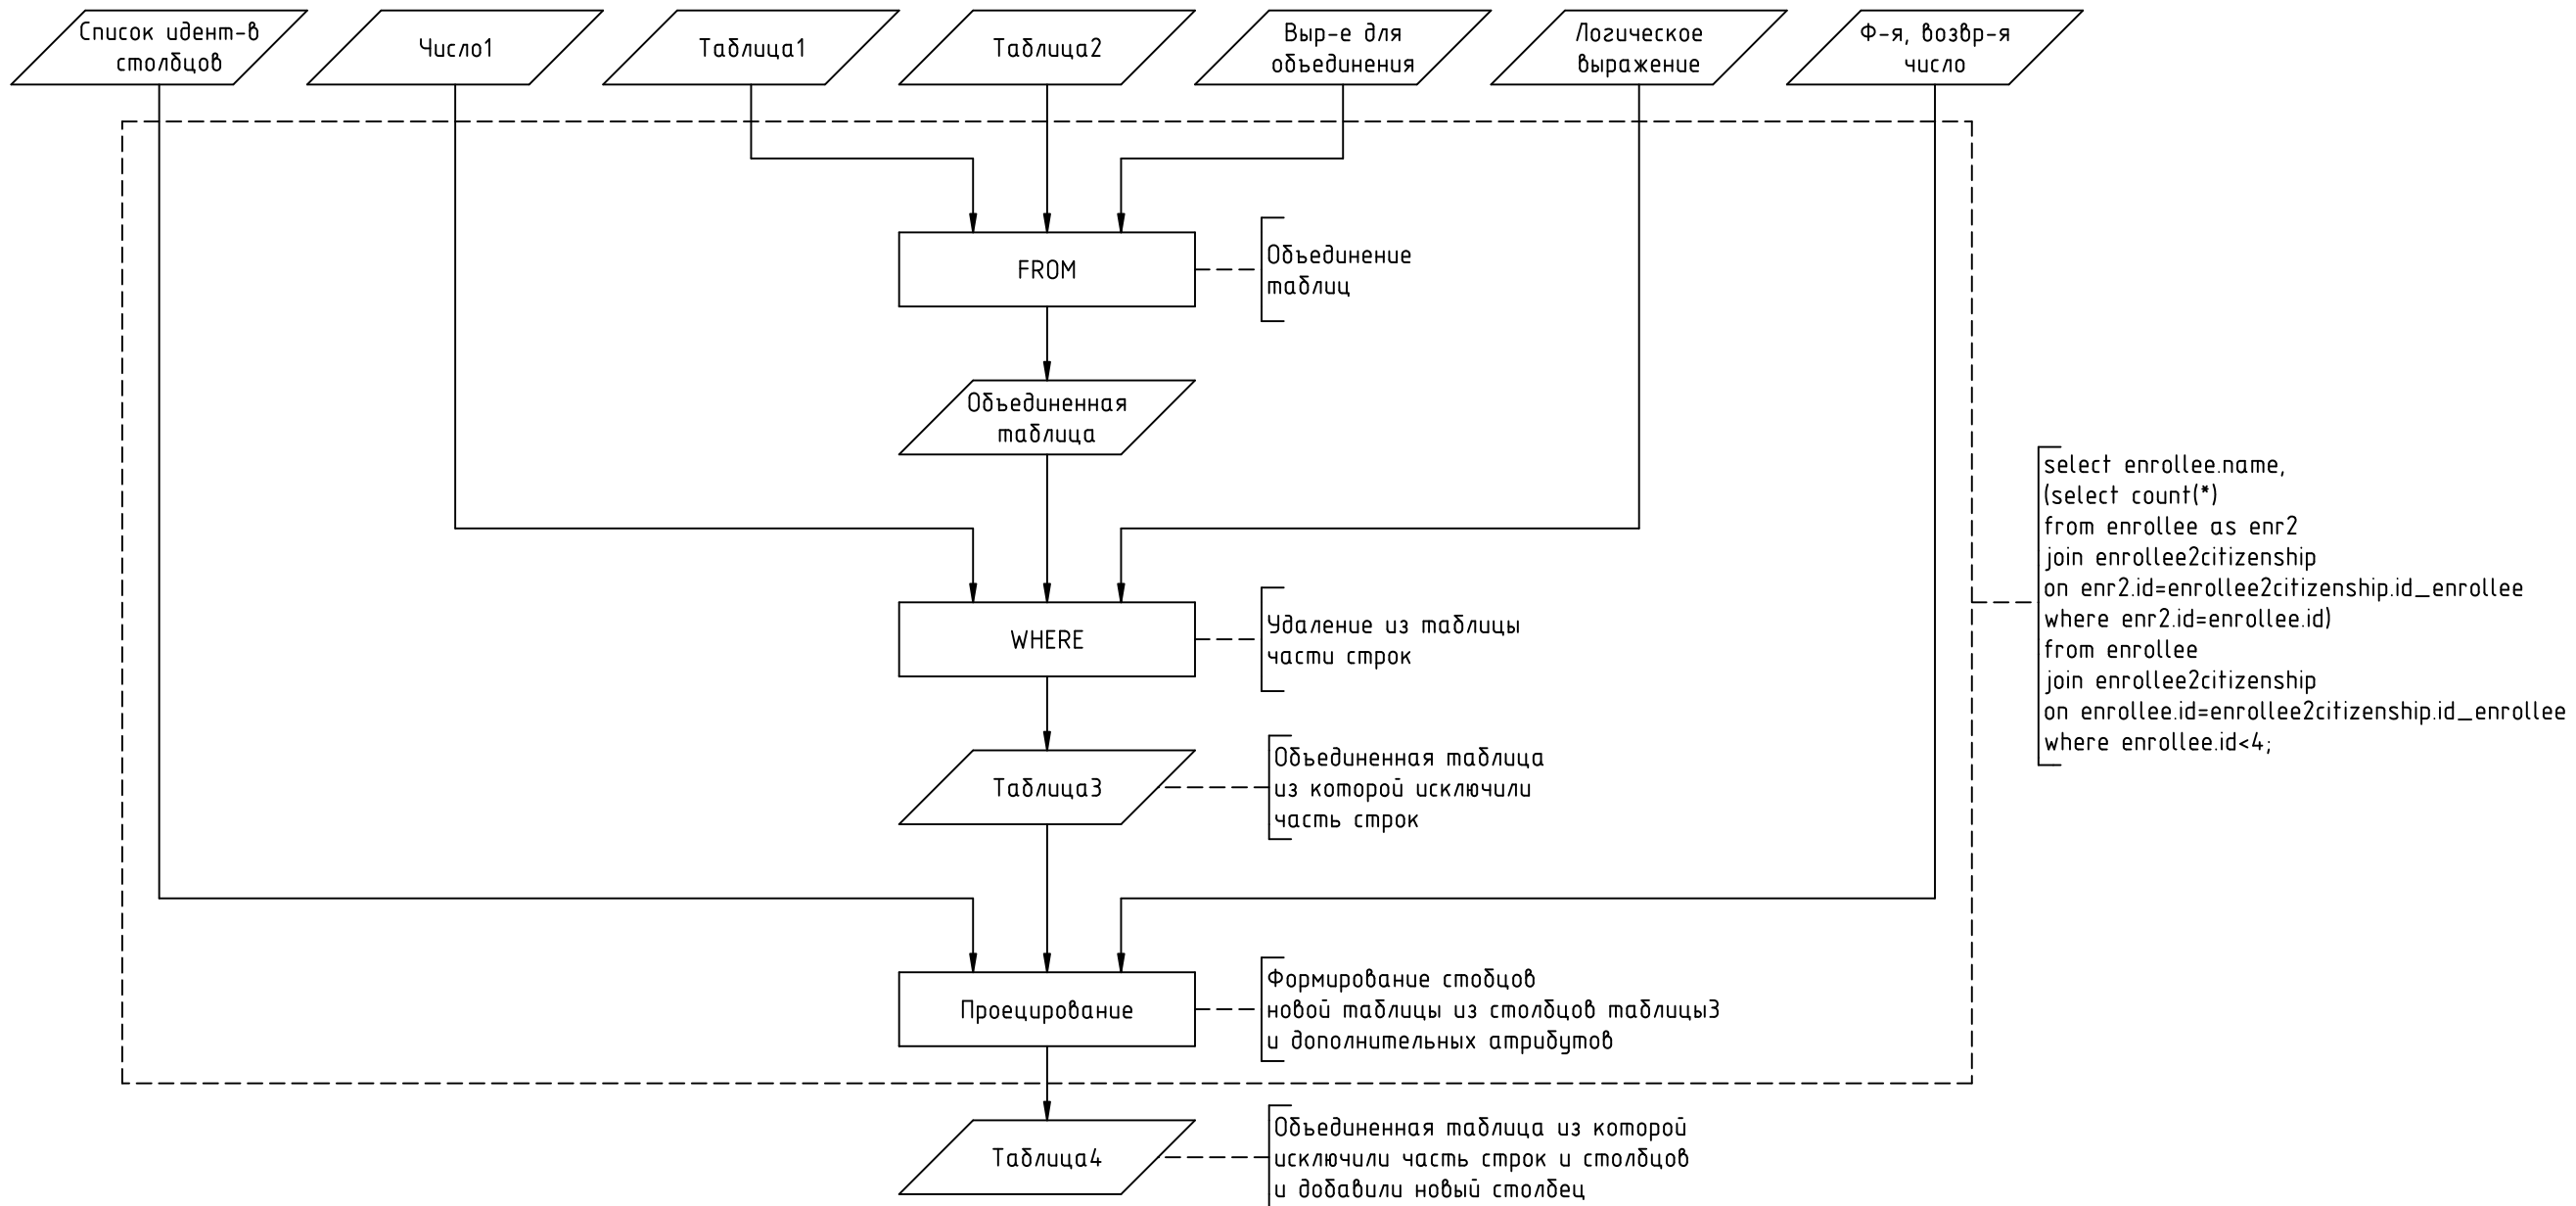 Список идент-в
столбцов
Число1
Таблица1
Таблица2
Выр-е для
объединения
Логическое
выражение
Ф-я, возвр-я
число
FROM
Объединение
таблиц
Объединенная
таблица
select enrollee.name,
(select count(*)
from enrollee as enr2
join enrollee2citizenship
on enr2.id=enrollee2citizenship.id_enrollee
where enr2.id=enrollee.id)
from enrollee
join enrollee2citizenship
on enrollee.id=enrollee2citizenship.id_enrollee
where enrollee.id<4;
WHERE
Удаление из таблицы
части строк
Таблица3
Объединенная таблица
из которой исключили
часть строк
Проецирование
Формирование стобцов
новой таблицы из столбцов таблицы3
и дополнительных атрибутов
Таблица4
Объединенная таблица из которой
исключили часть строк и столбцов
и добавили новый столбец